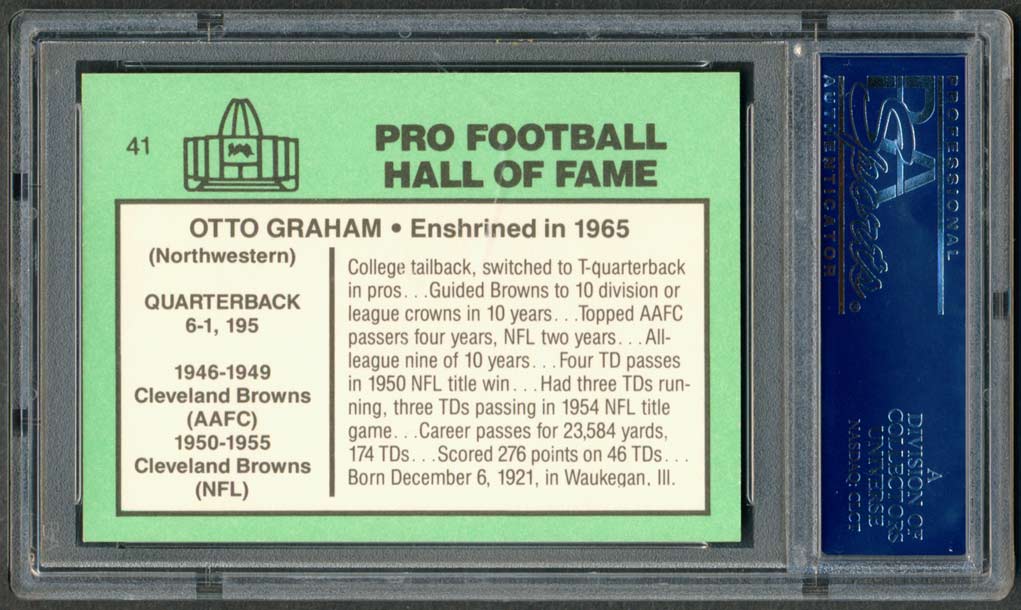 41
PRO FOOTBALL
HALL OF FAME
OTTO GRAHAM • Enshrined in 1965
(Northwestern)
QUARTERBACK
6-1, 195
1946-1949
Cleveland Browns
(AAFC)
1950-1955
Cleveland Browns
(NFL)
College tailback, switched to T-quarterback
in pros...Guided Browns to 10 division or
league crowns in 10 years...Topped AAFC
passers four years, NFL two years...All-
league nine of 10 years...Four TD passes
in 1950 NFL title win...Had three TDs run-
ning, three TDs passing in 1954 NFL title
game...Career passes for 23,584 yards,
174 TDs...Scored 276 points on 46 TDs...
Born December 6, 1921, in Waukegan, Ill.
PROFESSIONAL
PSA
Sports
AUTHENTICATOR
®
A
DIVISION OF
COLLECTORS
UNIVERSE
NASDAQ: CLCT